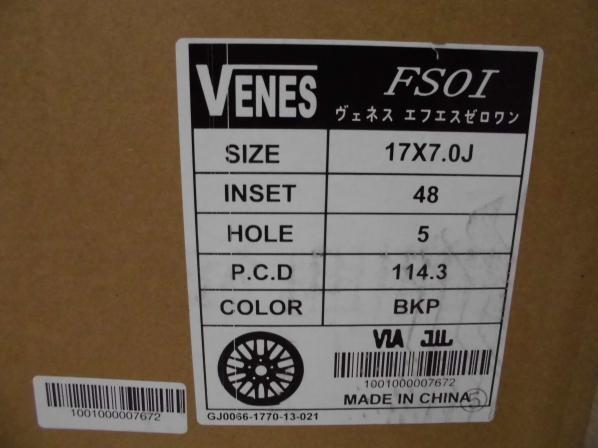 VENES FS01
ヴェネス エフエスゼロワン
SIZE 17X7.0J
INSET 48
HOLE 5
P.C.D 114.3
COLOR BKP
VIA JWL
1001000007672
MADE IN CHINA 3
GJ0066-1770-13-021
1001000007672